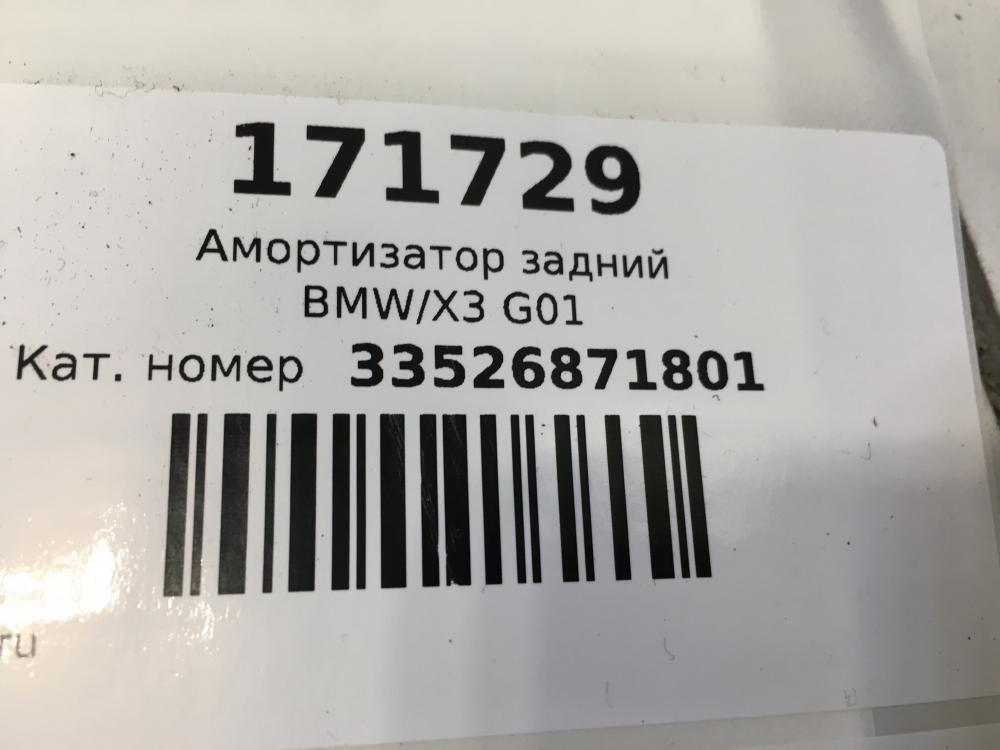 171729
Амортизатор задний
BMW/X3 G01
Кат. номер 33526871801
ru